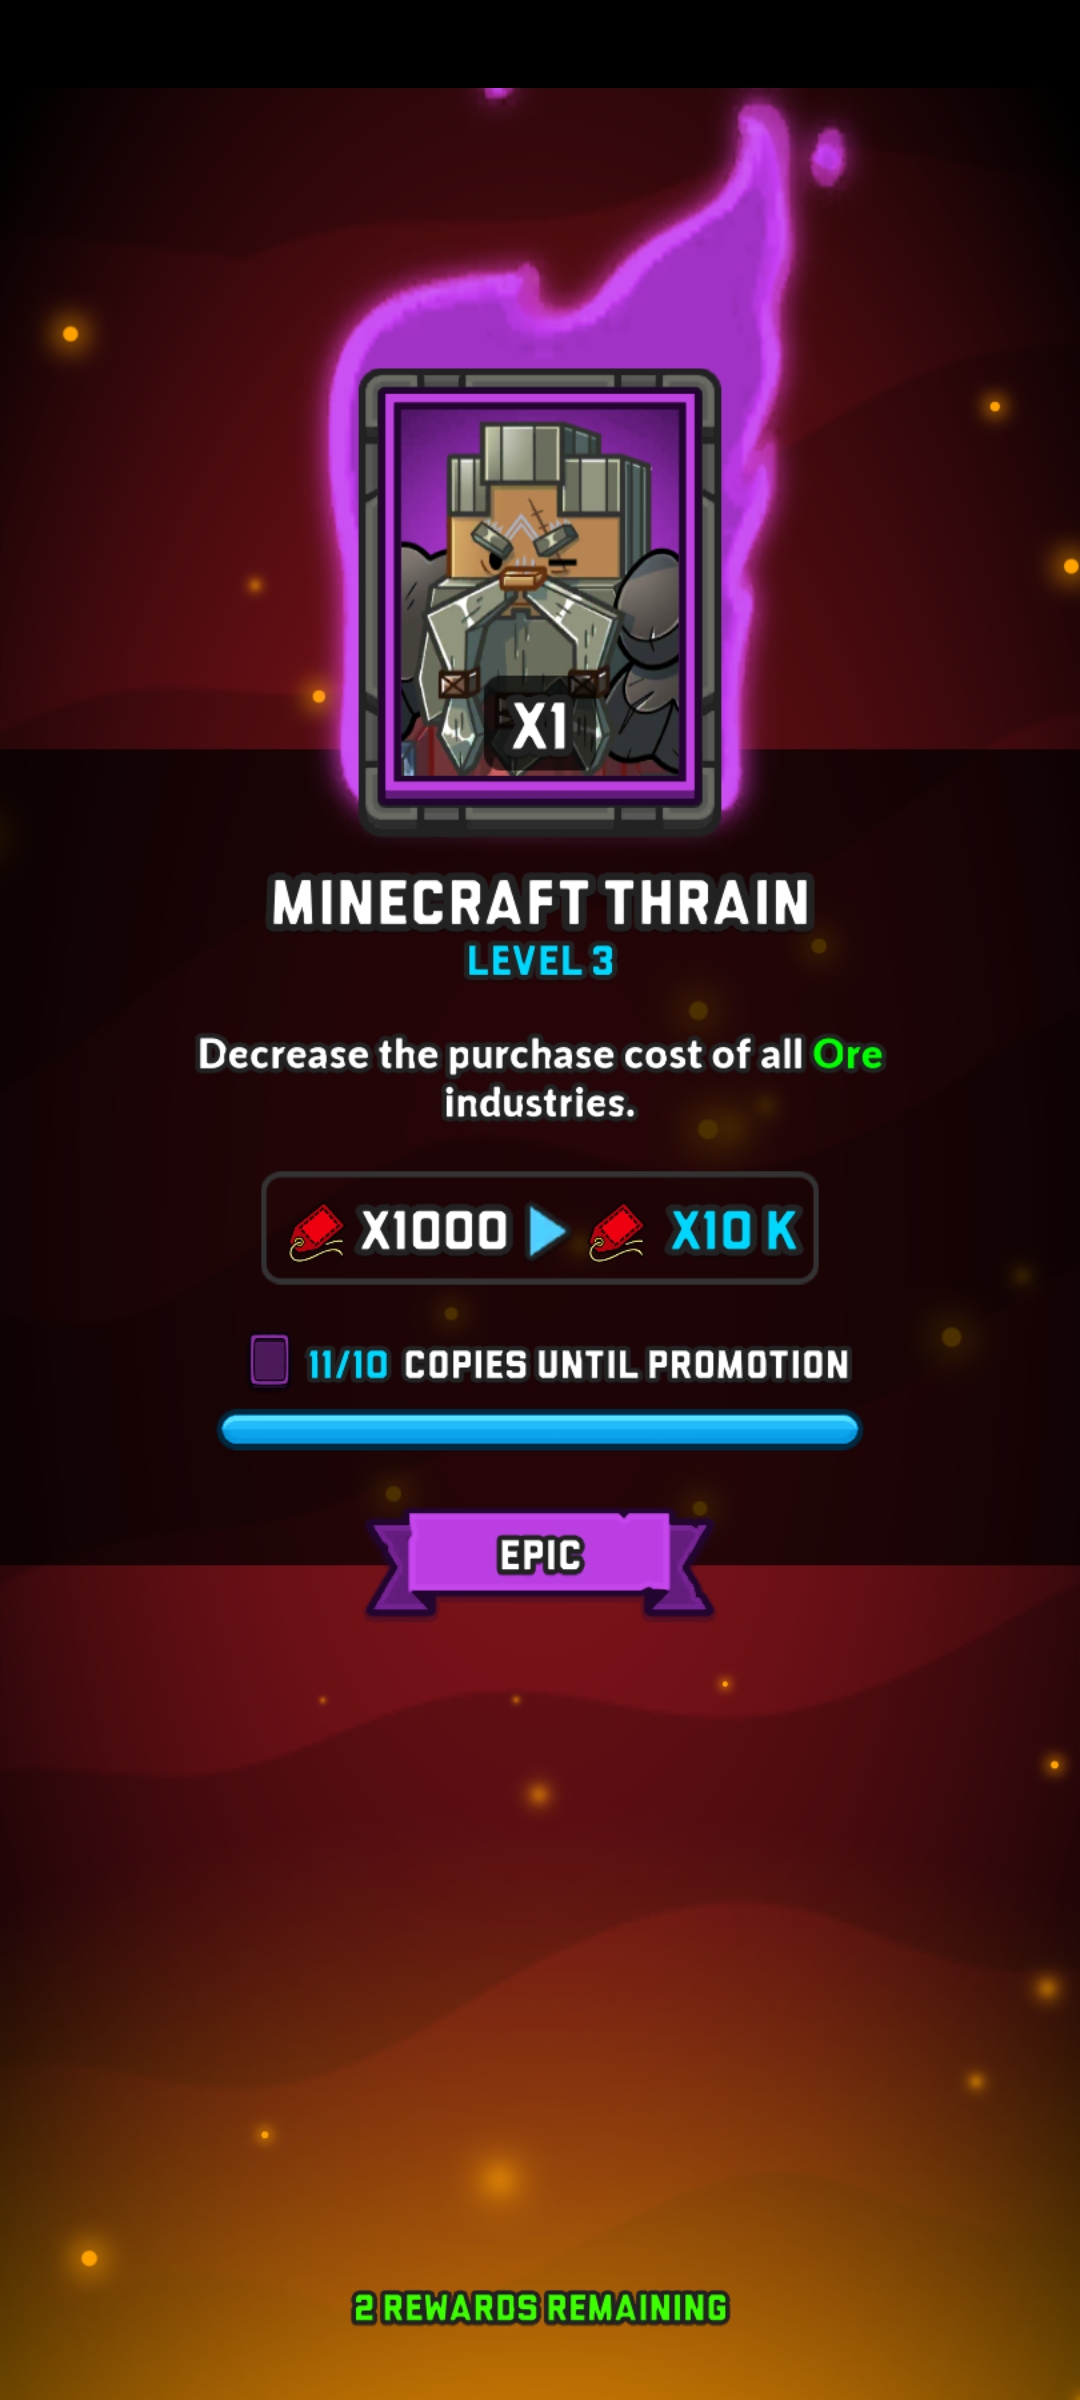 X1
MINECRAFT THRAIN
LEVEL 3
Decrease the purchase cost of all Ore
industries.
X1000 X10 K
11/10 COPIES UNTIL PROMOTION
EPIC
2 REWARDS REMAINING